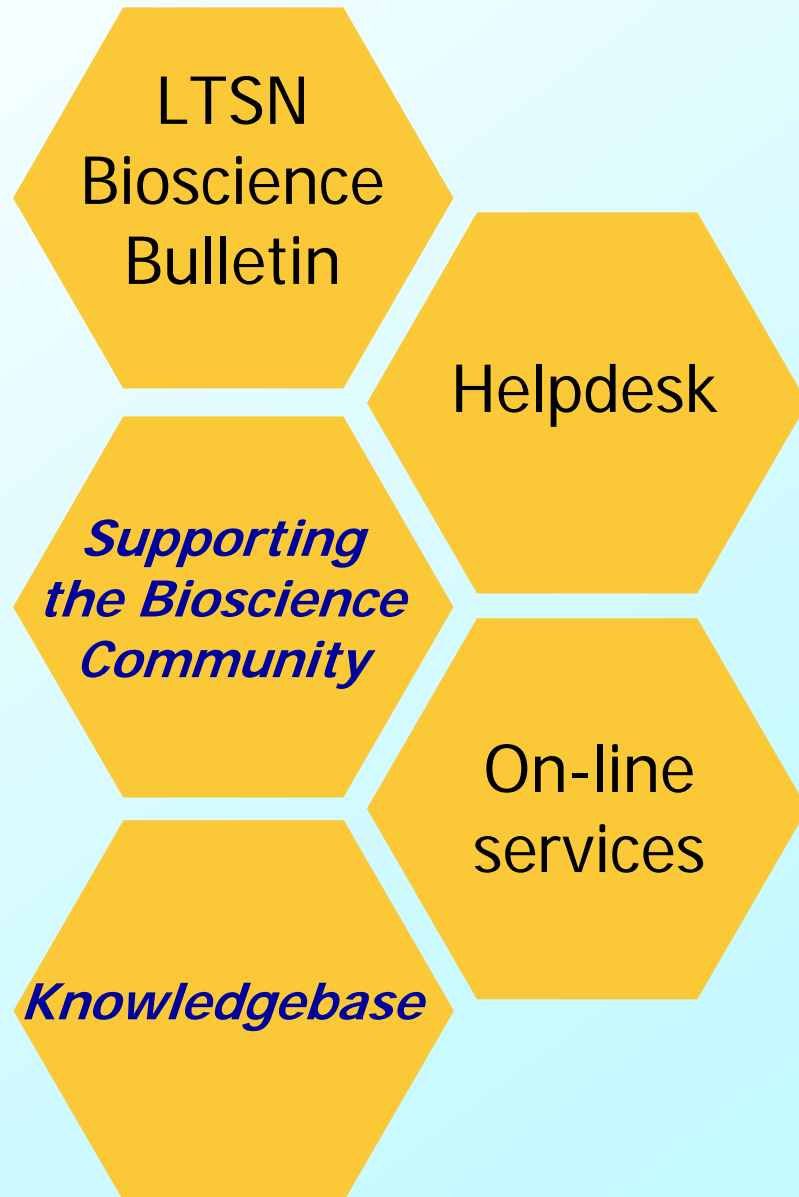 LTSN
Bioscience
Bulletin
Helpdesk
Supporting
the Bioscience
Community
On-line
services
Knowledgebase